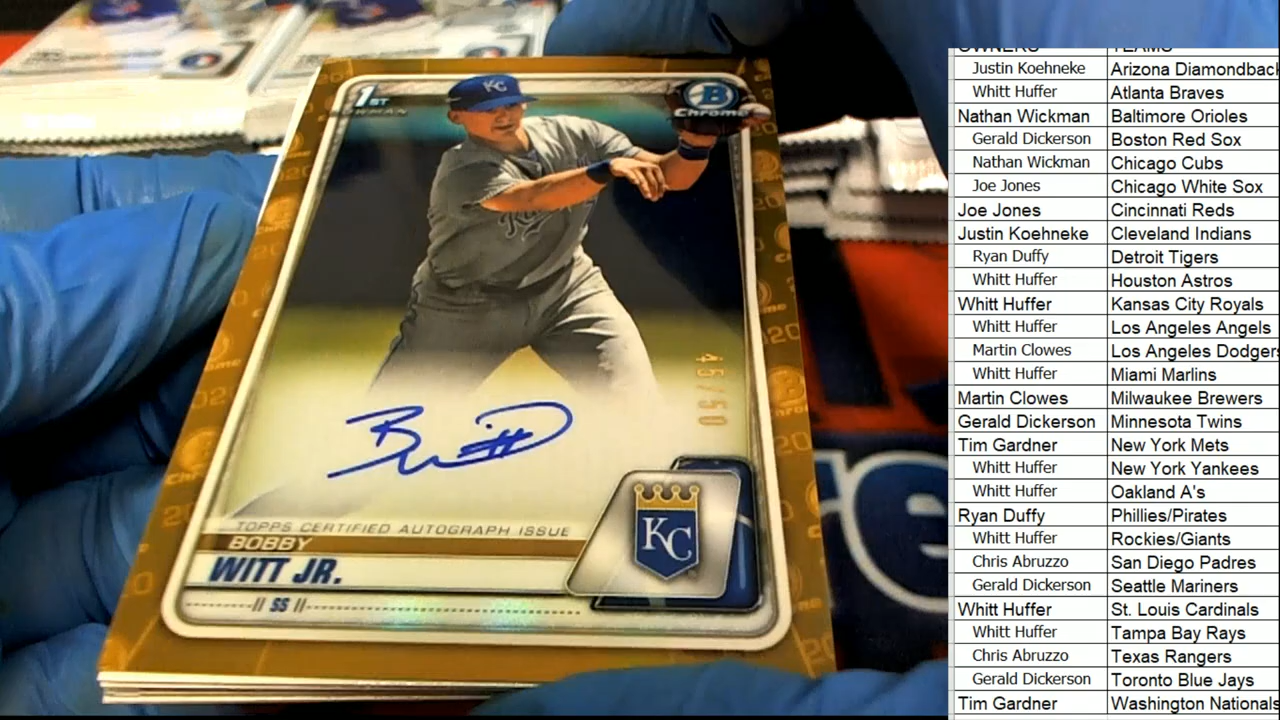 1ST
BOWMAN
KC
B
Chrome
46/50
TOPPS CERTIFIED AUTOGRAPH ISSUE
BOBBY
WITT JR.
SS
KC
OWNERS TEAMS
Justin Koehneke Arizona Diamondback
Whitt Huffer Atlanta Braves
Nathan Wickman Baltimore Orioles
Gerald Dickerson Boston Red Sox
Nathan Wickman Chicago Cubs
Joe Jones Chicago White Sox
Joe Jones Cincinnati Reds
Justin Koehneke Cleveland Indians
Ryan Duffy Detroit Tigers
Whitt Huffer Houston Astros
Whitt Huffer Kansas City Royals
Whitt Huffer Los Angeles Angels
Martin Clowes Los Angeles Dodgers
Whitt Huffer Miami Marlins
Martin Clowes Milwaukee Brewers
Gerald Dickerson Minnesota Twins
Tim Gardner New York Mets
Whitt Huffer New York Yankees
Whitt Huffer Oakland A's
Ryan Duffy Phillies/Pirates
Whitt Huffer Rockies/Giants
Chris Abruzzo San Diego Padres
Gerald Dickerson Seattle Mariners
Whitt Huffer St. Louis Cardinals
Whitt Huffer Tampa Bay Rays
Chris Abruzzo Texas Rangers
Gerald Dickerson Toronto Blue Jays
Tim Gardner Washington Nationals